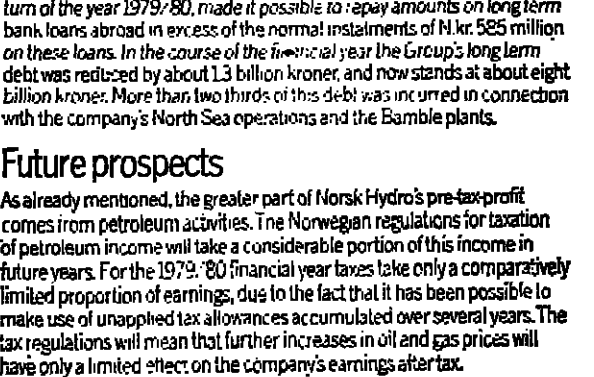 turn of the year 1979/80, made it possible to repay amounts on long term
bank loans abroad in excess of the normal instalments of N.kr. 585 million
on these loans. In the course of the financial year the Group's long term
debt was reduced by about 1.3 billion kroner, and now stands at about eight
billion kroner. More than two thirds of this debt was incurred in connection
with the company's North Sea operations and the Bamble plants.
Future prospects
As already mentioned, the greater part of Norsk Hydro's pre-tax-profit
comes from petroleum activities. The Norwegian regulations for taxation
of petroleum income will take a considerable portion of this income in
future years. For the 1979/80 financial year taxes take only a comparatively
limited proportion of earnings, due to the fact that it has been possible to
make use of unapplied tax allowances accumulated over several years. The
tax regulations will mean that further increases in oil and gas prices will
have only a limited effect on the company's earnings after tax.